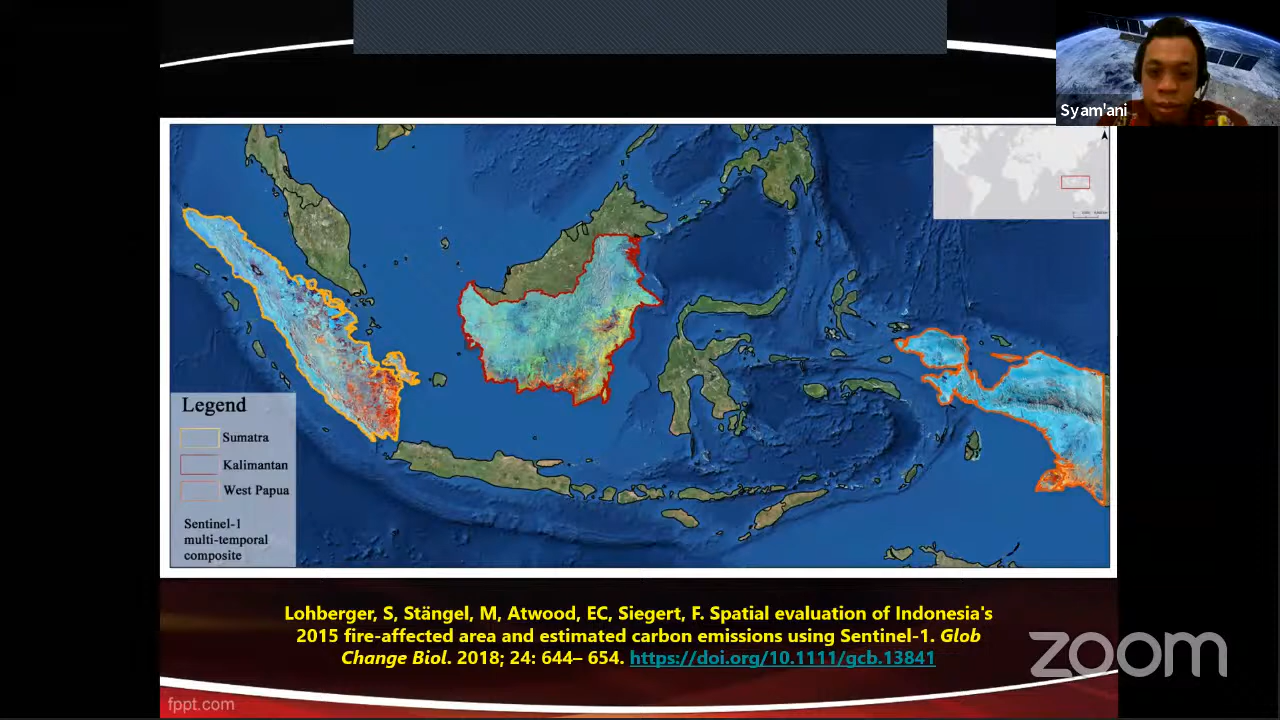 Syam'ani
Legend
Sumatra
Kalimantan
West Papua
Sentinel-1
multi-temporal
composite
Lohberger, S, Stängel, M, Atwood, EC, Siegert, F. Spatial evaluation of Indonesia's
2015 fire-affected area and estimated carbon emissions using Sentinel-1. Glob
Change Biol. 2018; 24: 644– 654. https://doi.org/10.1111/gcb.13841
zoom
fppt.com